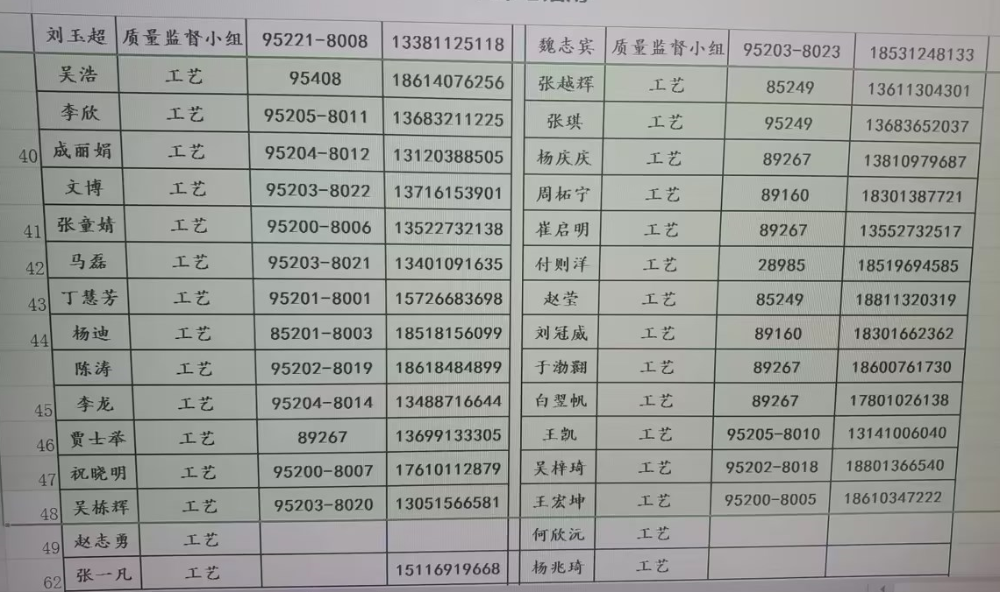 刘玉超 质量监督小组 95221-8008 13381125118 魏志宾 质量监督小组 95203-8023 18531248133
吴浩 工艺 95408 18614076256 张越辉 工艺 85249 13611304301
李欣 工艺 95205-8011 13683211225 张琪 工艺 95249 13683652037
40 成丽娟 工艺 95204-8012 13120388505 杨庆庆 工艺 89267 13810979687
文博 工艺 95203-8022 13716153901 周柘宁 工艺 89160 18301387721
41 张童婧 工艺 95200-8006 13522732138 崔启明 工艺 89267 13552732517
42 马磊 工艺 95203-8021 13401091635 付则洋 工艺 28985 18519694585
43 丁慧芳 工艺 95201-8001 15726683698 赵莹 工艺 85249 18811320319
44 杨迪 工艺 85201-8003 18518156099 刘冠威 工艺 89160 18301662362
陈涛 工艺 95202-8019 18618484899 于渤翱 工艺 89267 18600761730
45 李龙 工艺 95204-8014 13488716644 白翌帆 工艺 89267 17801026138
46 贾士举 工艺 89267 13699133305 王凯 工艺 95205-8010 13141006040
47 祝晓明 工艺 95200-8007 17610112879 吴梓琦 工艺 95202-8018 18801366540
48 吴栋辉 工艺 95203-8020 13051566581 王宏坤 工艺 95200-8005 18610347222
49 赵志勇 工艺 何欣沅 工艺
62 张一凡 工艺 15116919668 杨兆琦 工艺